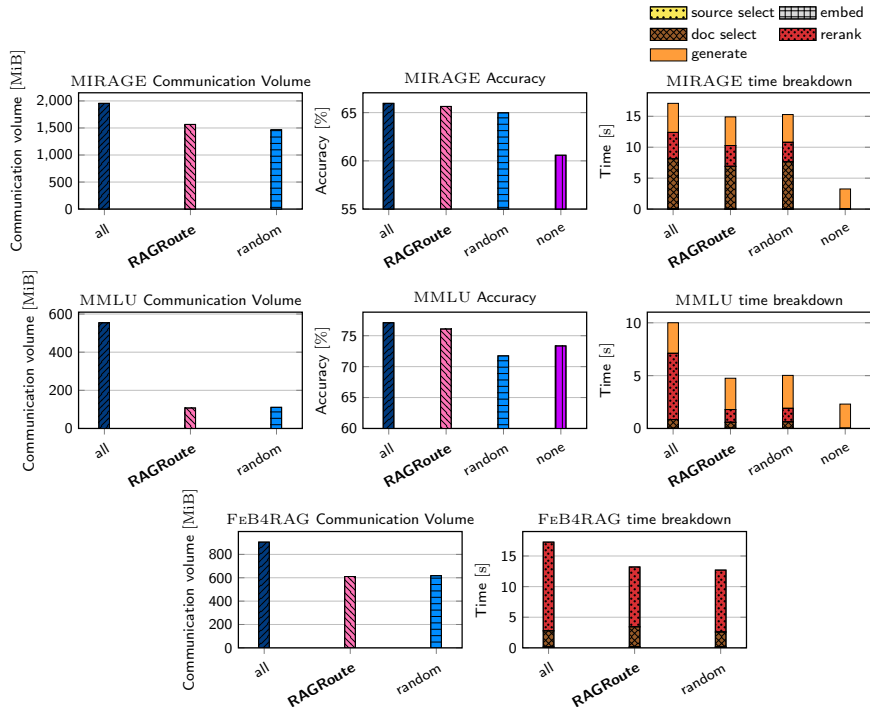 source select
embed
doc select
rerank
generate
MIRAGE Communication Volume
Communication volume [MiB]
2,000
1,500
1,000
500
0
all
RAGRoute
random
MIRAGE Accuracy
Accuracy [%]
65
60
55
all
RAGRoute
random
none
MIRAGE time breakdown
Time [s]
15
10
5
0
all
RAGRoute
random
none
MMLU Communication Volume
Communication volume [MiB]
600
400
200
0
all
RAGRoute
random
MMLU Accuracy
Accuracy [%]
75
70
65
60
all
RAGRoute
random
none
MMLU time breakdown
Time [s]
10
5
0
all
RAGRoute
random
none
FEB4RAG Communication Volume
Communication volume [MiB]
800
600
400
200
0
all
RAGRoute
random
FEB4RAG time breakdown
Time [s]
15
10
5
0
all
RAGRoute
random